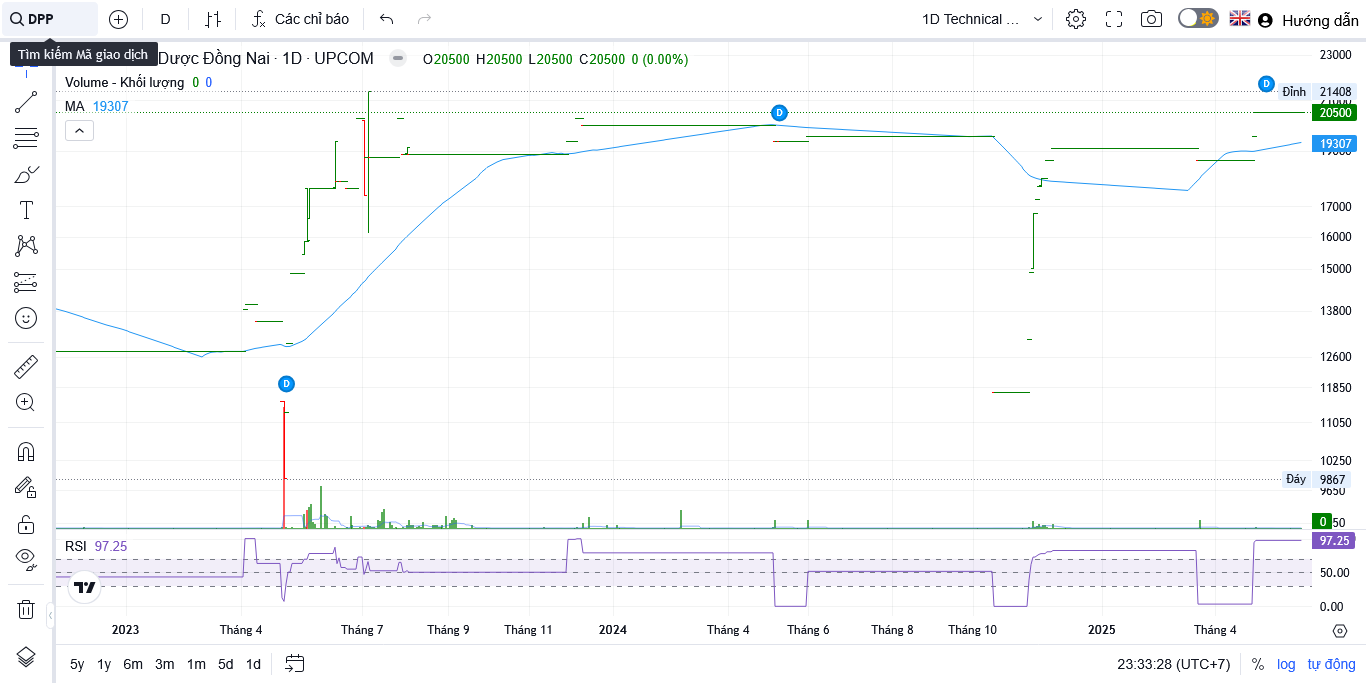 DPP
D
Các chỉ báo
1D Technical ...
Hướng dẫn
Tìm kiếm Mã giao dịch
Dược Đồng Nai · 1D · UPCOM
O20500 H20500 L20500 C20500 0 (0.00%)
Volume - Khối lượng 0 0
MA 19307
23000
D
Đỉnh 21408
D
20500
19307
17000
16000
15000
13800
12600
D
11850
11050
10250
Đáy 9867
9650
0
50
RSI 97.25
97.25
50.00
0.00
2023 Tháng 4 Tháng 7 Tháng 9 Tháng 11 2024 Tháng 4 Tháng 6 Tháng 8 Tháng 10 2025 Tháng 4
5y 1y 6m 3m 1m 5d 1d
23:33:28 (UTC+7) % log tự động